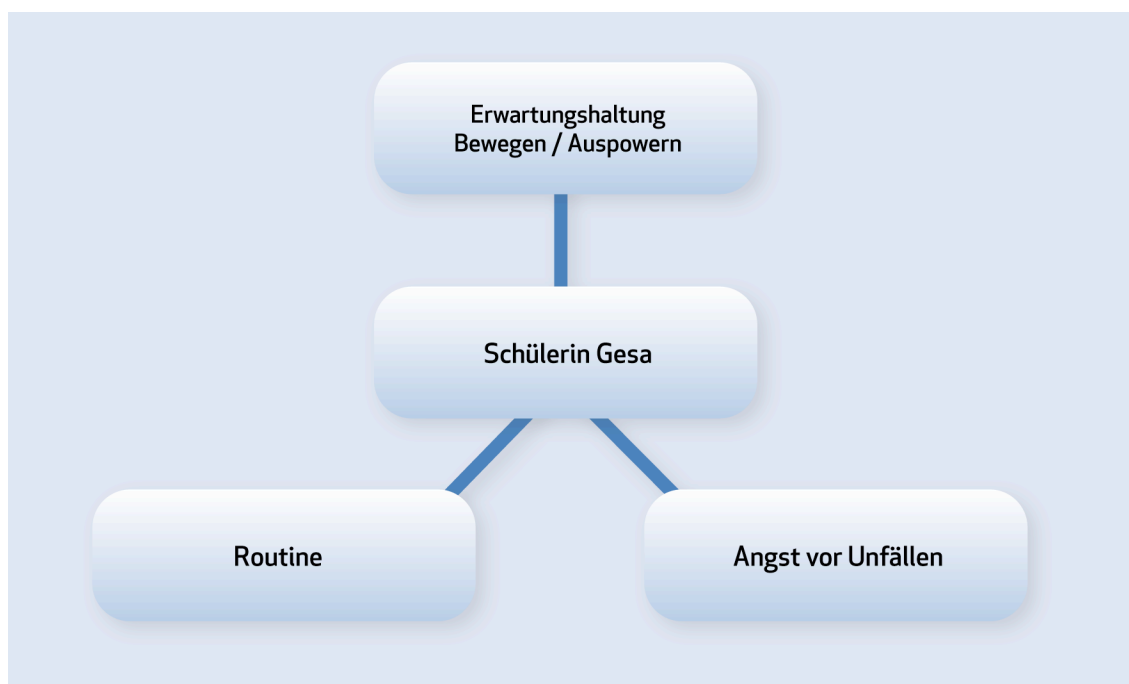 Erwartungshaltung
Bewegen / Auspowern
Schülerin Gesa
Routine
Angst vor Unfällen